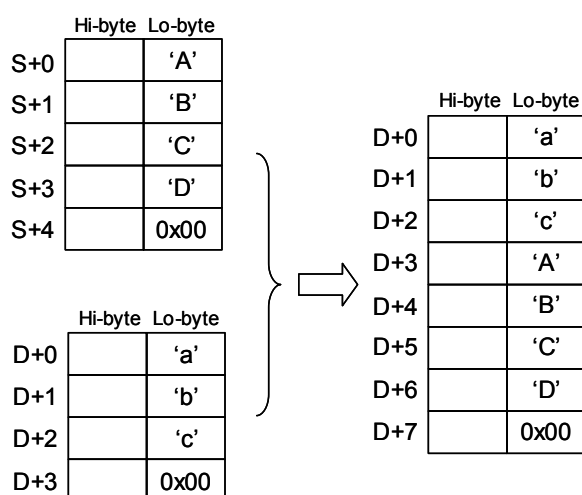 Hi-byte Lo-byte
S+0 ‘A’
S+1 ‘B’
S+2 ‘C’
S+3 ‘D’
S+4 0x00
Hi-byte Lo-byte
D+0 ‘a’
D+1 ‘b’
D+2 ‘c’
D+3 0x00
Hi-byte Lo-byte
D+0 ‘a’
D+1 ‘b’
D+2 ‘c’
D+3 ‘A’
D+4 ‘B’
D+5 ‘C’
D+6 ‘D’
D+7 0x00